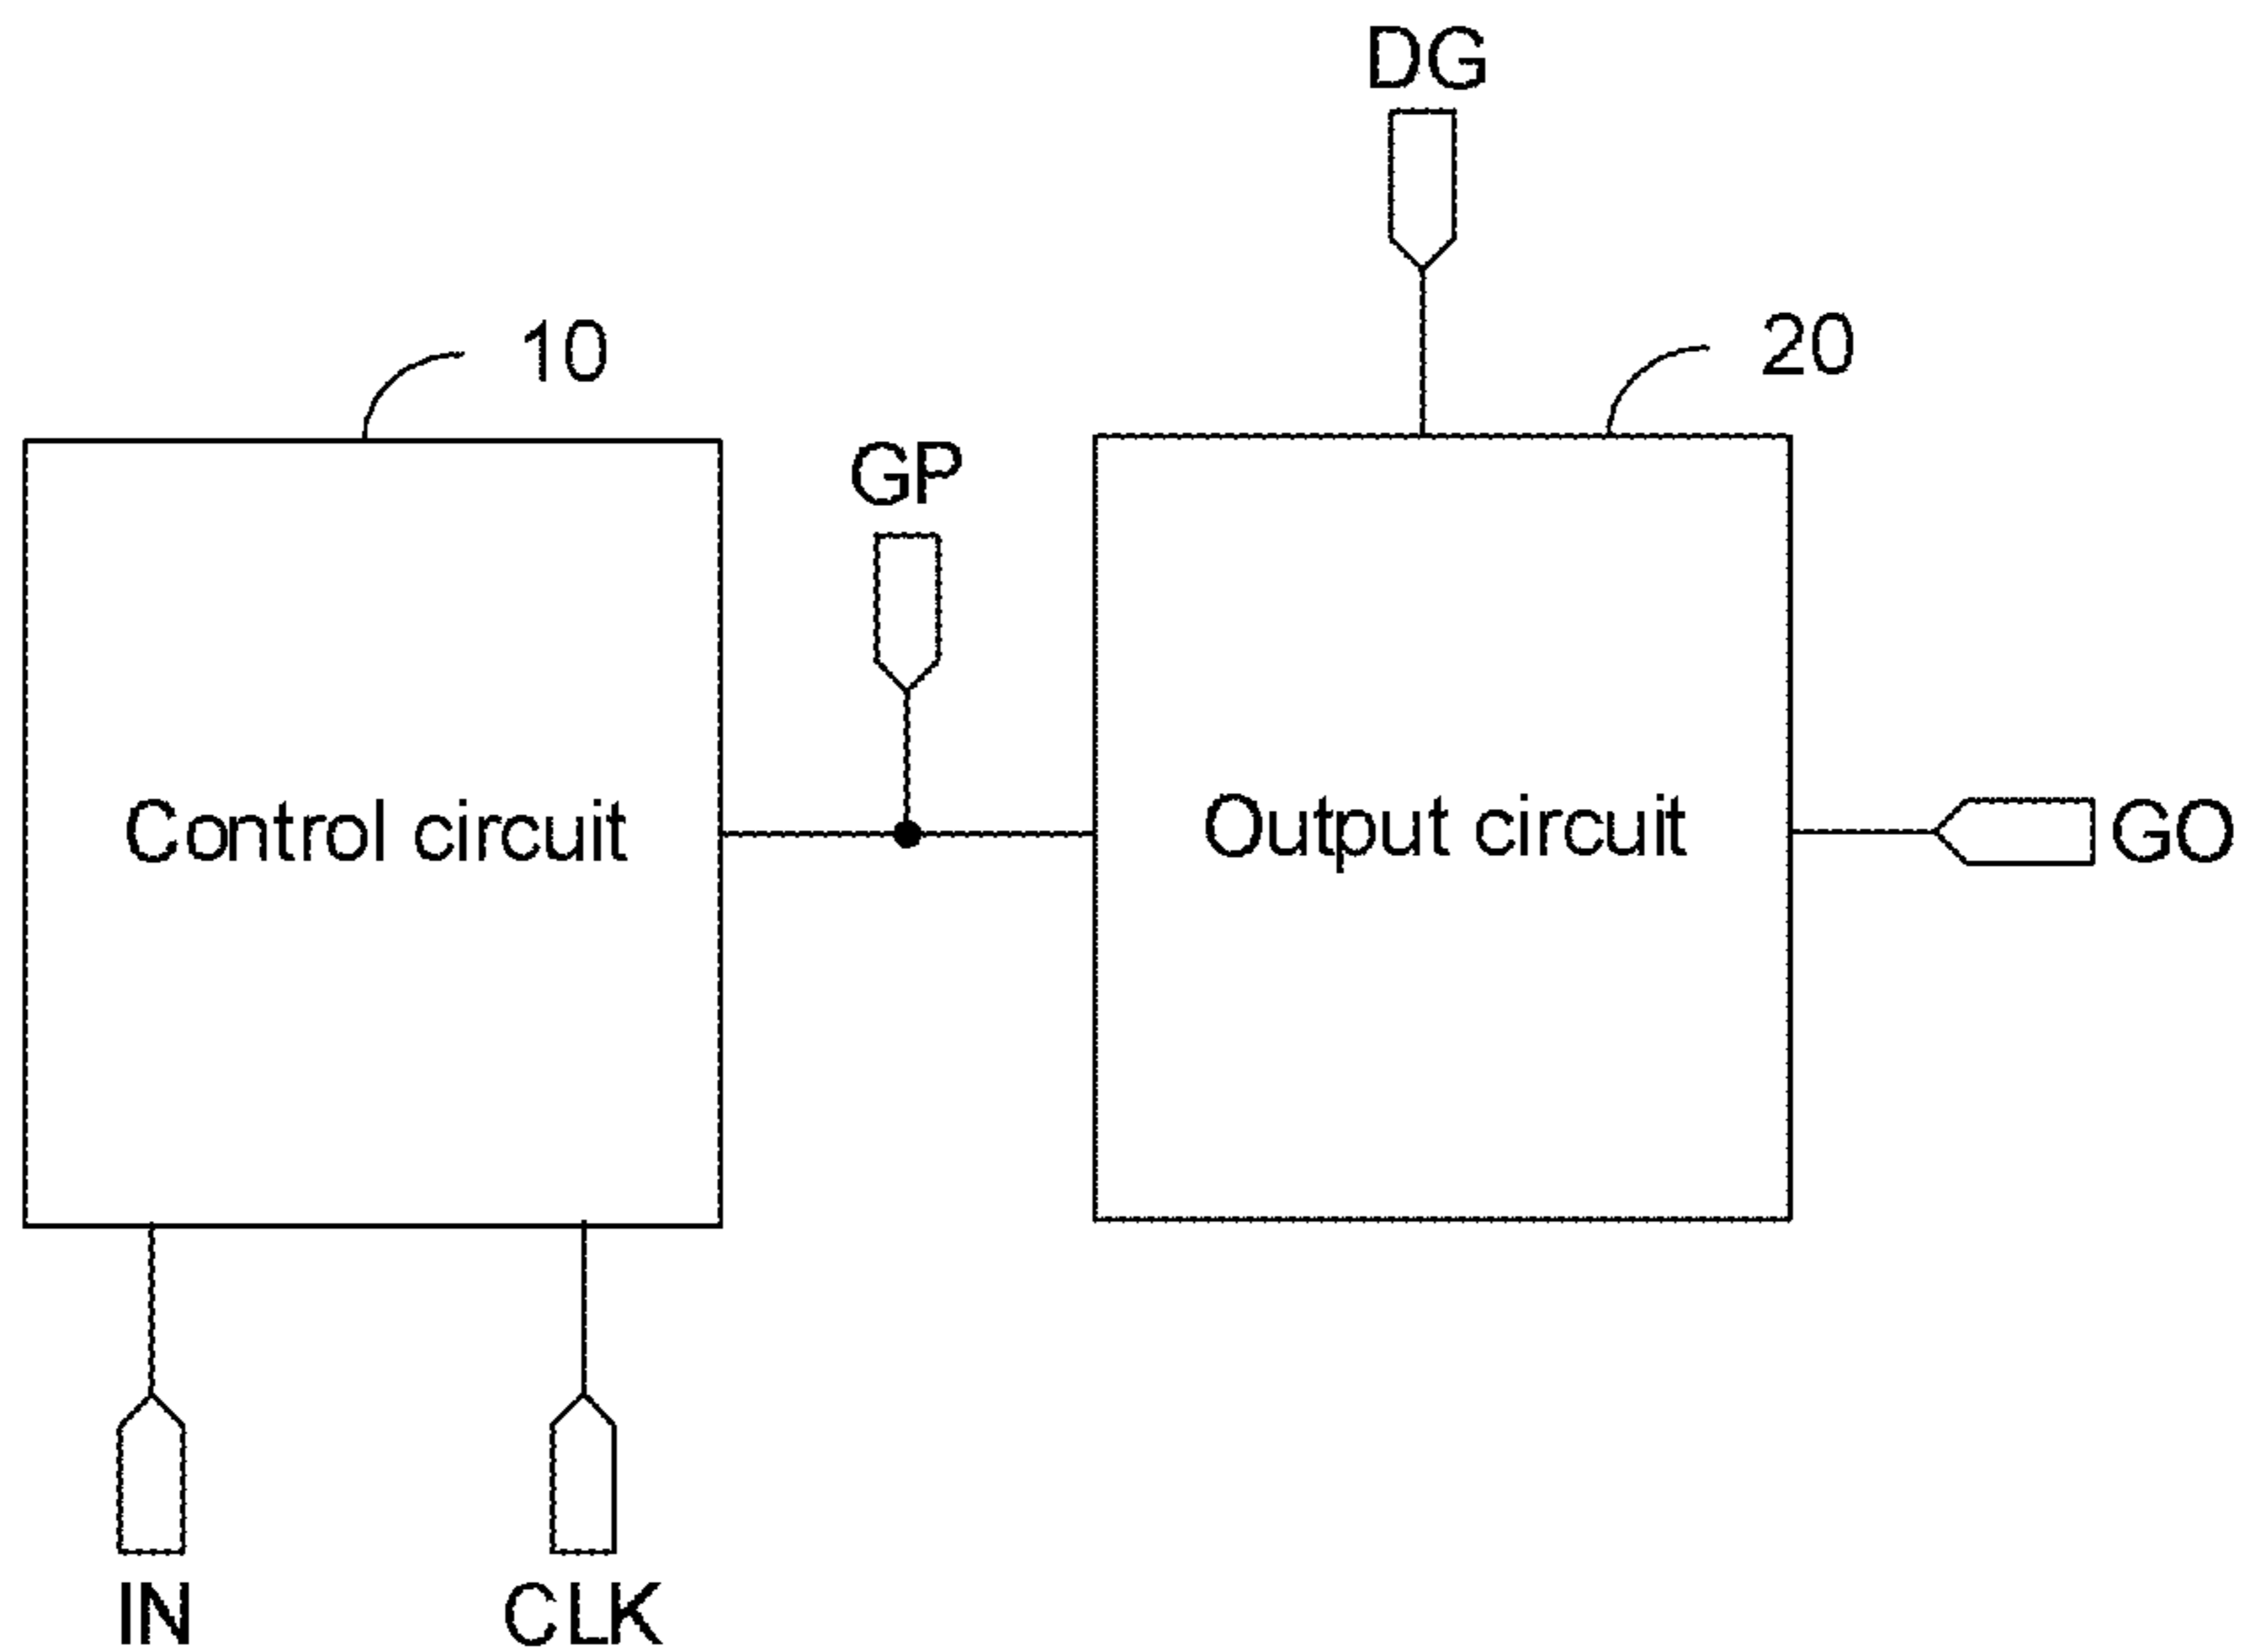 DG
10
20
GP
Control circuit
Output circuit
GO
IN
CLK